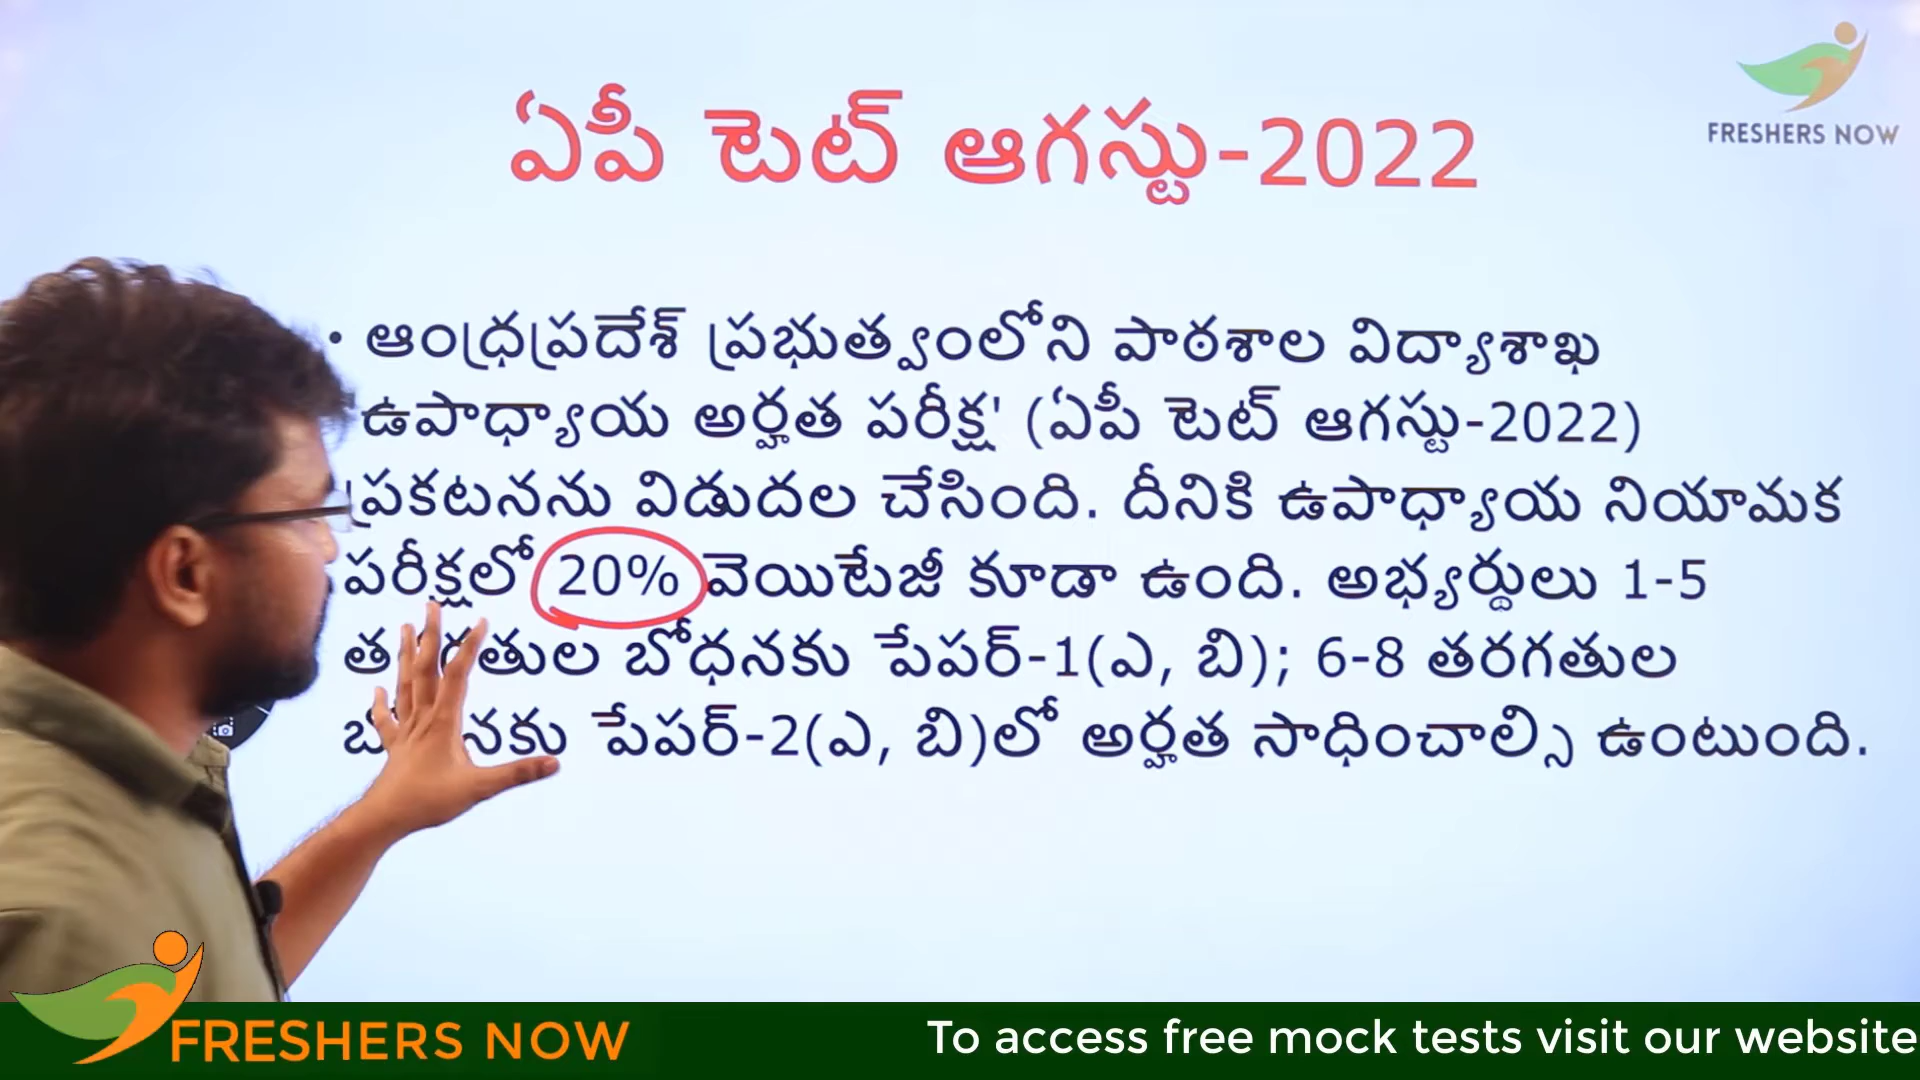 ఏపీ టెట్ ఆగస్టు-2022
FRESHERS NOW
• ఆంధ్రప్రదేశ్ ప్రభుత్వంలోని పాఠశాల విద్యాశాఖ
ఉపాధ్యాయ అర్హత పరీక్ష' (ఏపీ టెట్ ఆగస్టు-2022)
ప్రకటనను విడుదల చేసింది. దీనికి ఉపాధ్యాయ నియామక
పరీక్షలో 20% వెయిటేజీ కూడా ఉంది. అభ్యర్థులు 1-5
బోధనకు పేపర్-1(ఎ, బి); 6-8 తరగతుల
పేపర్-2(ఎ, బి)లో అర్హత సాధించాల్సి ఉంటుంది.
FRESHERS NOW
To access free mock tests visit our website